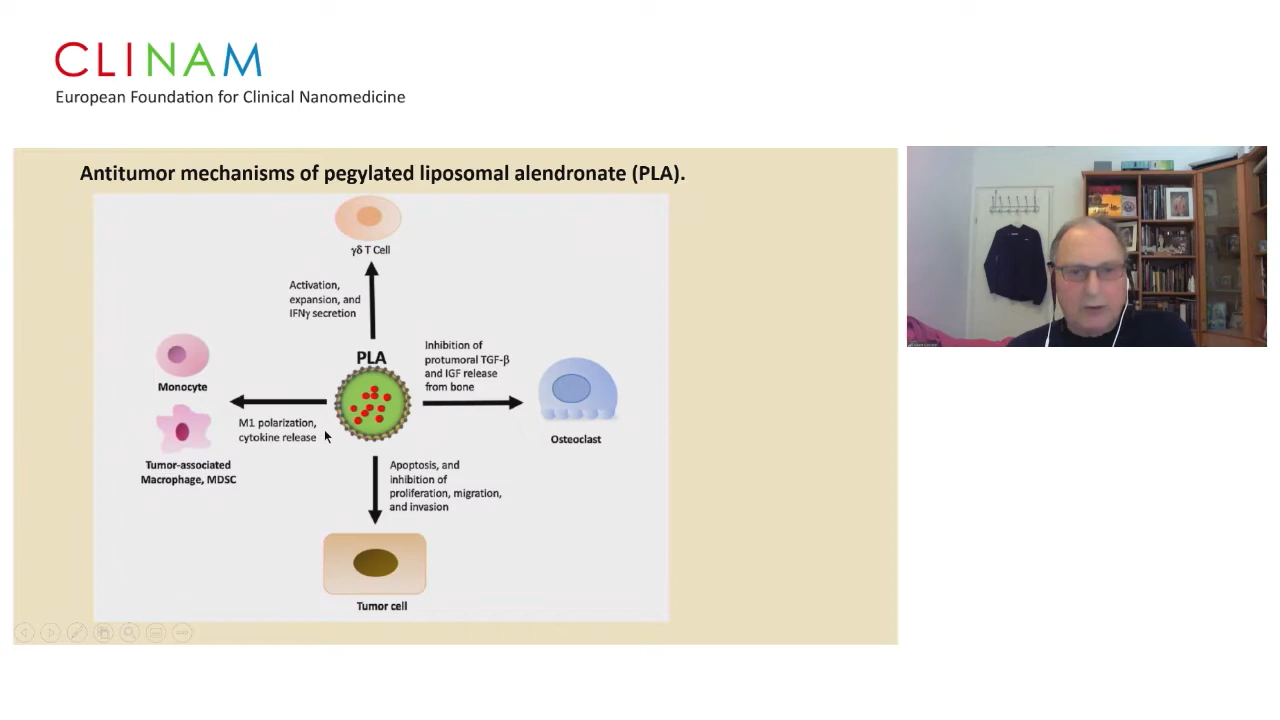 CLINAM
European Foundation for Clinical Nanomedicine
Antitumor mechanisms of pegylated liposomal alendronate (PLA).
γδ T Cell
Activation,
expansion, and
IFNγ secretion
PLA
Inhibition of
protumoral TGF-β
and IGF release
from bone
Osteoclast
Monocyte
M1 polarization,
cytokine release
Tumor-associated
Macrophage, MDSC
Apoptosis, and
inhibition of
proliferation, migration,
and invasion
Tumor cell